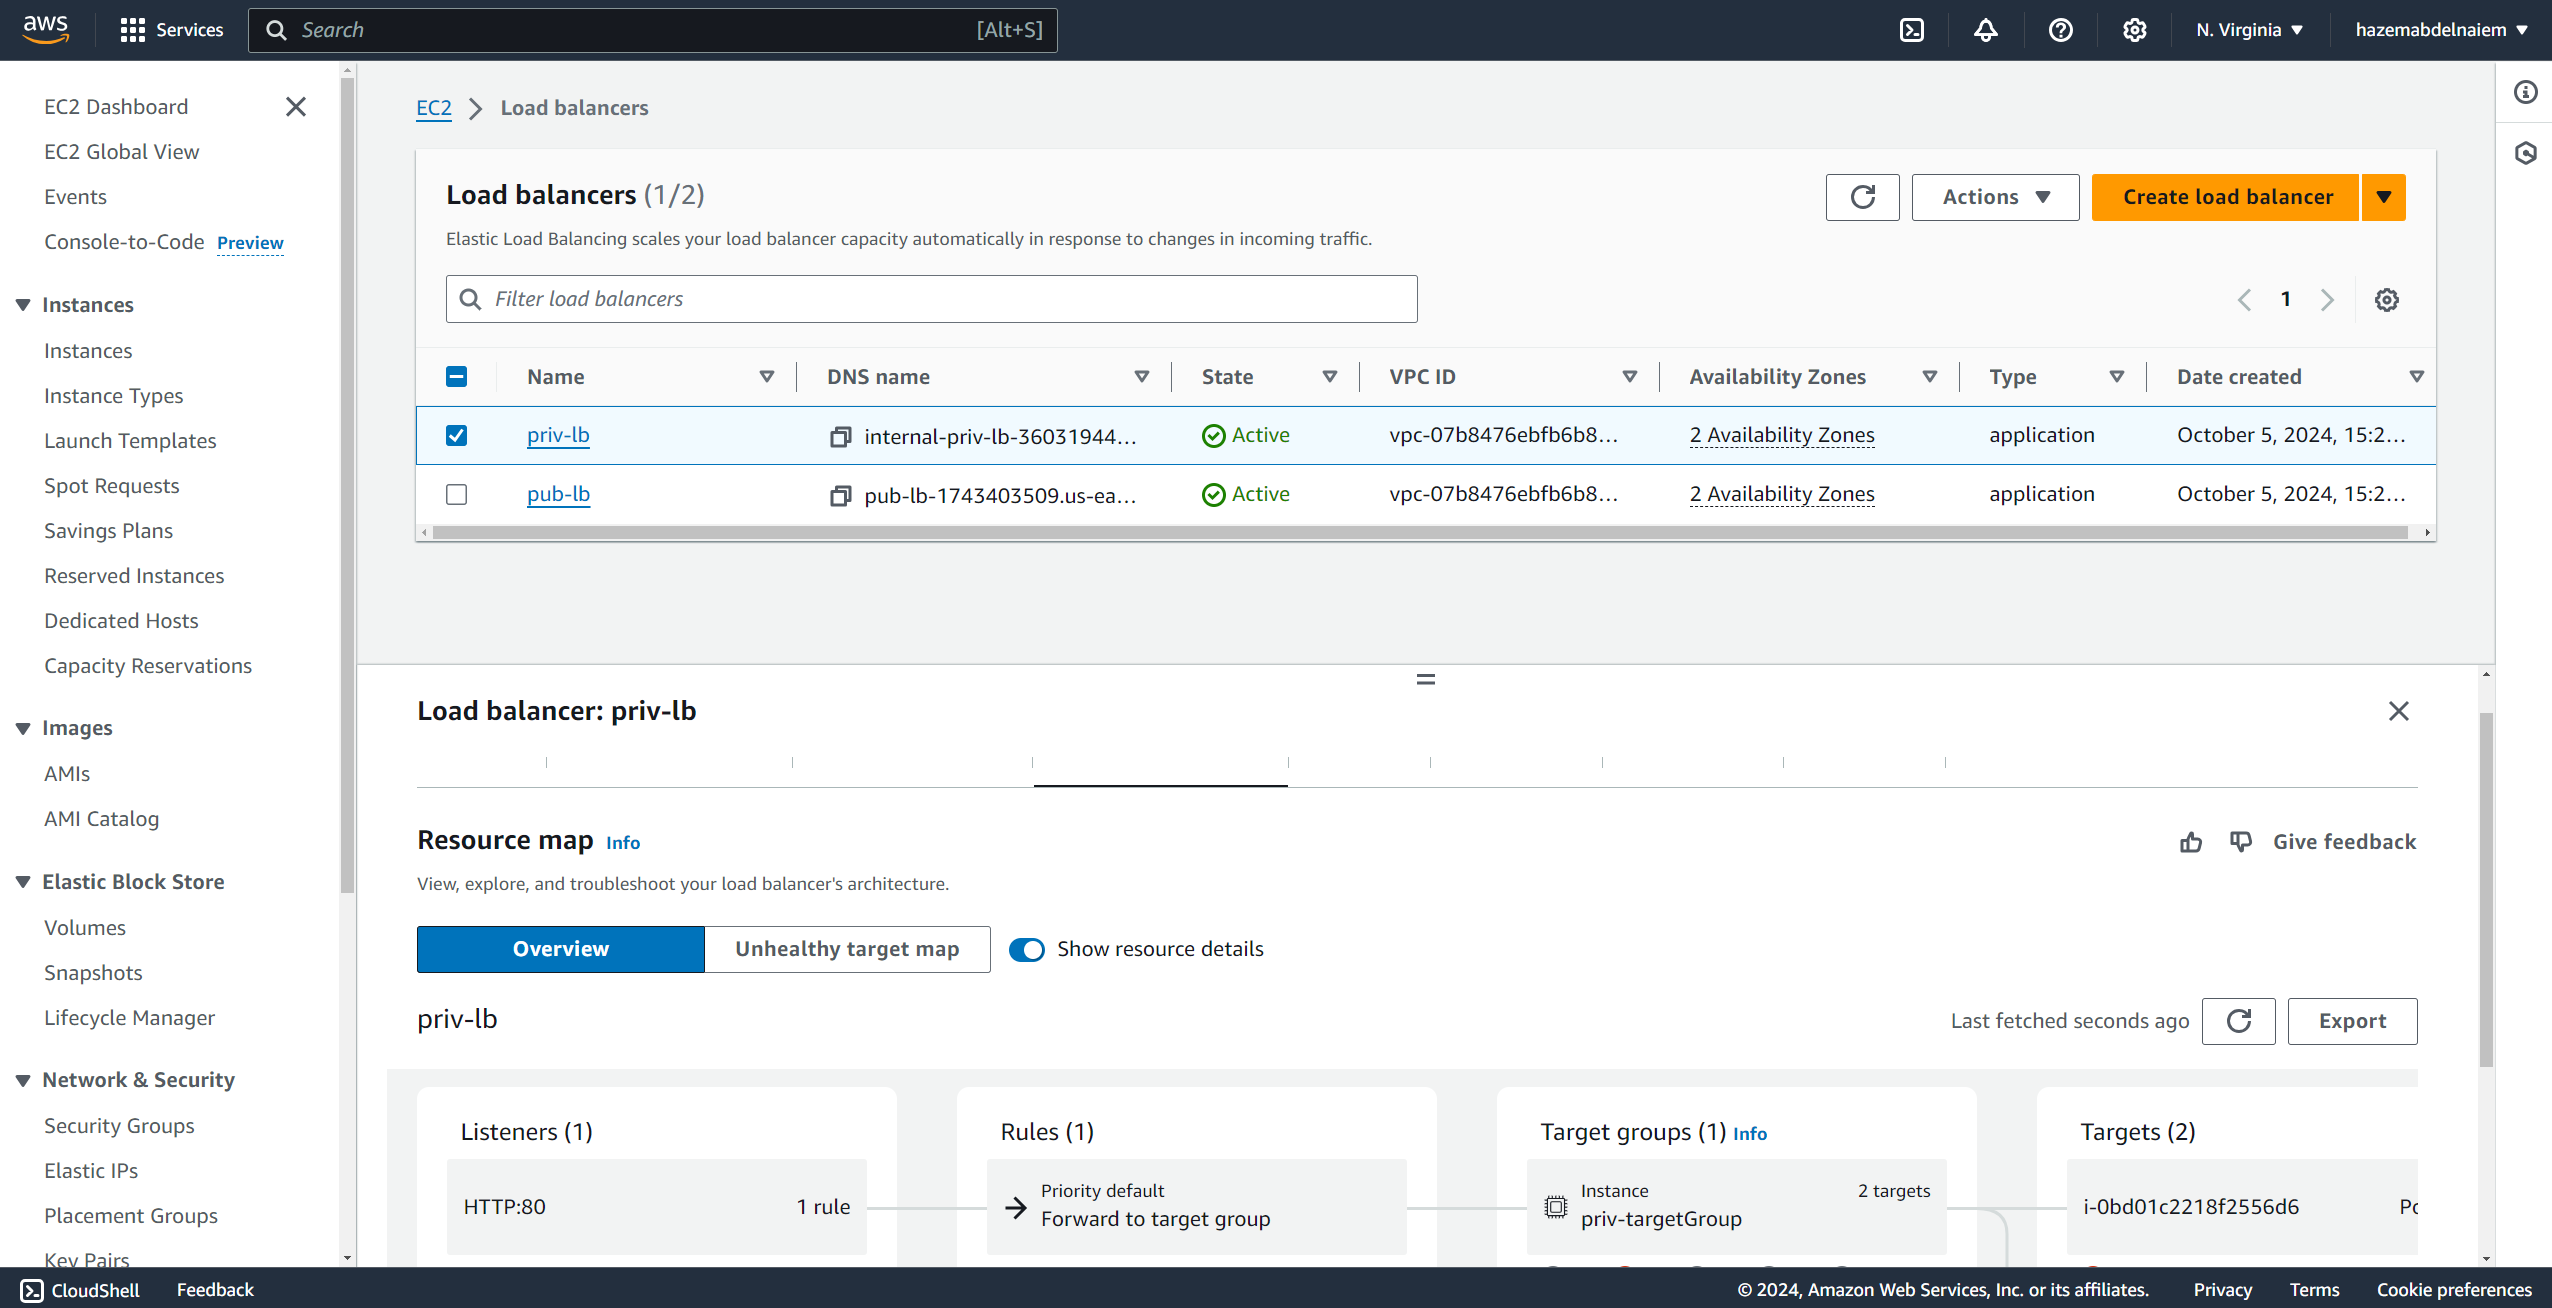 aws Services Search [Alt+S] N. Virginia hazemabdelnaiem
EC2 Dashboard
EC2 Global View
Events
Console-to-Code Preview
Instances
Instances
Instance Types
Launch Templates
Spot Requests
Savings Plans
Reserved Instances
Dedicated Hosts
Capacity Reservations
Images
AMIs
AMI Catalog
Elastic Block Store
Volumes
Snapshots
Lifecycle Manager
Network & Security
Security Groups
Elastic IPs
Placement Groups
Key Pairs
EC2 Load balancers
Load balancers (1/2)
Actions
Create load balancer
Elastic Load Balancing scales your load balancer capacity automatically in response to changes in incoming traffic.
Filter load balancers
1
Name DNS name State VPC ID Availability Zones Type Date created
priv-lb internal-priv-lb-36031944... Active vpc-07b8476ebfb6b8... 2 Availability Zones application October 5, 2024, 15:2...
pub-lb pub-lb-1743403509.us-ea... Active vpc-07b8476ebfb6b8... 2 Availability Zones application October 5, 2024, 15:2...
Load balancer: priv-lb
Resource map Info
Give feedback
View, explore, and troubleshoot your load balancer's architecture.
Overview Unhealthy target map Show resource details
priv-lb
Last fetched seconds ago Export
Listeners (1)
HTTP:80 1 rule
Rules (1)
Priority default
Forward to target group
Target groups (1) Info
Instance 2 targets
priv-targetGroup
Targets (2)
i-0bd01c2218f2556d6
CloudShell Feedback © 2024, Amazon Web Services, Inc. or its affiliates. Privacy Terms Cookie preferences